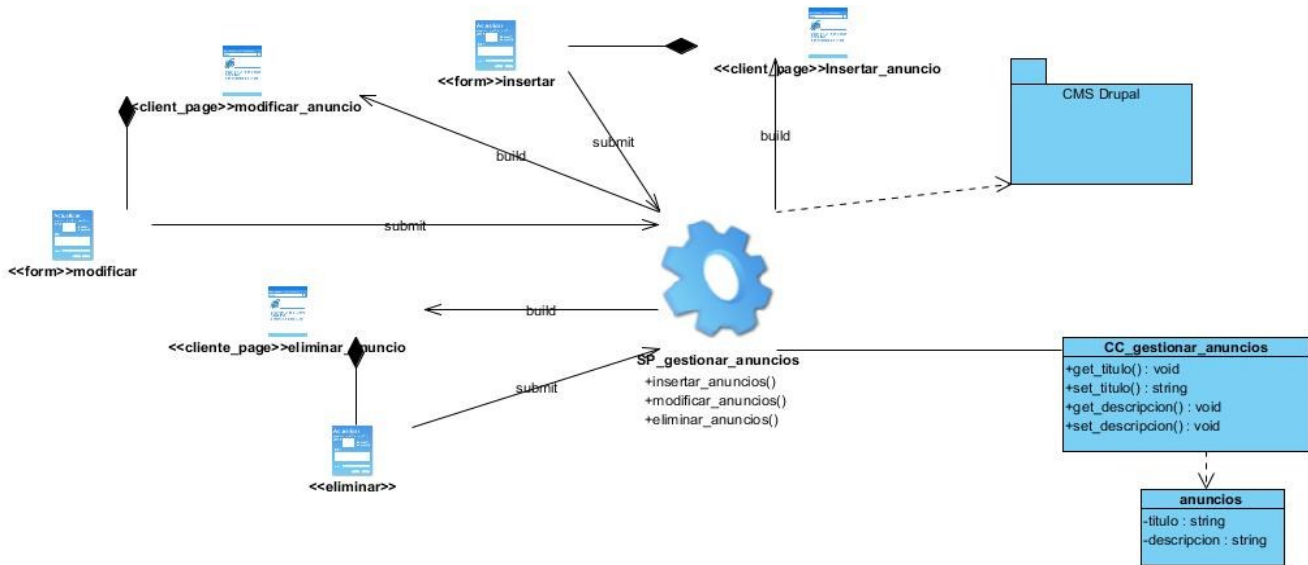 <<client_page>>modificar_anuncio
<<form>>insertar
<<client_page>>Insertar_anuncio
CMS Drupal
build
submit
build
submit
<<form>>modificar
build
<<cliente_page>>eliminar_anuncio
submit
<<eliminar>>
SP_gestionar_anuncios
+insertar_anuncios()
+modificar_anuncios()
+eliminar_anuncios()
CC_gestionar_anuncios
+get_titulo() : void
+set_titulo() : string
+get_descripcion() : void
+set_descripcion() : void
anuncios
-titulo : string
-descripcion : string